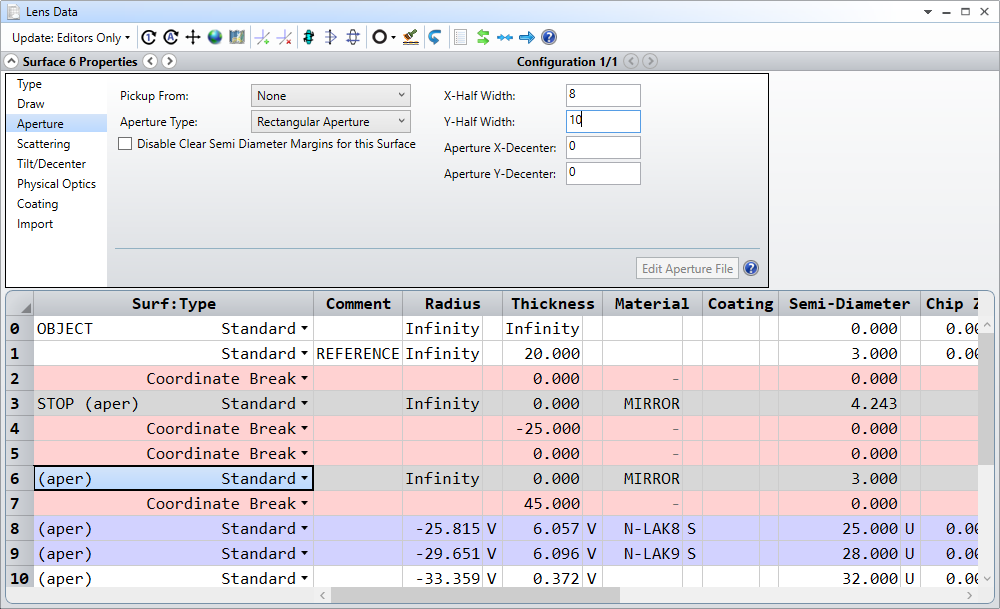 Lens Data
Update: Editors Only
Surface 6 Properties Configuration 1/1
Type
Draw
Aperture
Scattering
Tilt/Decenter
Physical Optics
Coating
Import
Pickup From: None
Aperture Type: Rectangular Aperture
Disable Clear Semi Diameter Margins for this Surface
X-Half Width: 8
Y-Half Width: 10
Aperture X-Decenter: 0
Aperture Y-Decenter: 0
Edit Aperture File
Surf:Type Comment Radius Thickness Material Coating Semi-Diameter Chip
0 OBJECT Standard Infinity Infinity 0.000 0.00
1 Standard REFERENCE Infinity 20.000 3.000 0.00
2 Coordinate Break 0.000 - 0.000
3 STOP (aper) Standard Infinity 0.000 MIRROR 4.243
4 Coordinate Break -25.000 - 0.000
5 Coordinate Break 0.000 - 0.000
6 (aper) Standard Infinity 0.000 MIRROR 3.000
7 Coordinate Break 45.000 - 0.000
8 (aper) Standard -25.815 V 6.057 V N-LAK8 S 25.000 U 0.00
9 (aper) Standard -29.651 V 6.096 V N-LAK9 S 28.000 U 0.00
10 (aper) Standard -33.359 V 0.372 V 32.000 U 0.00